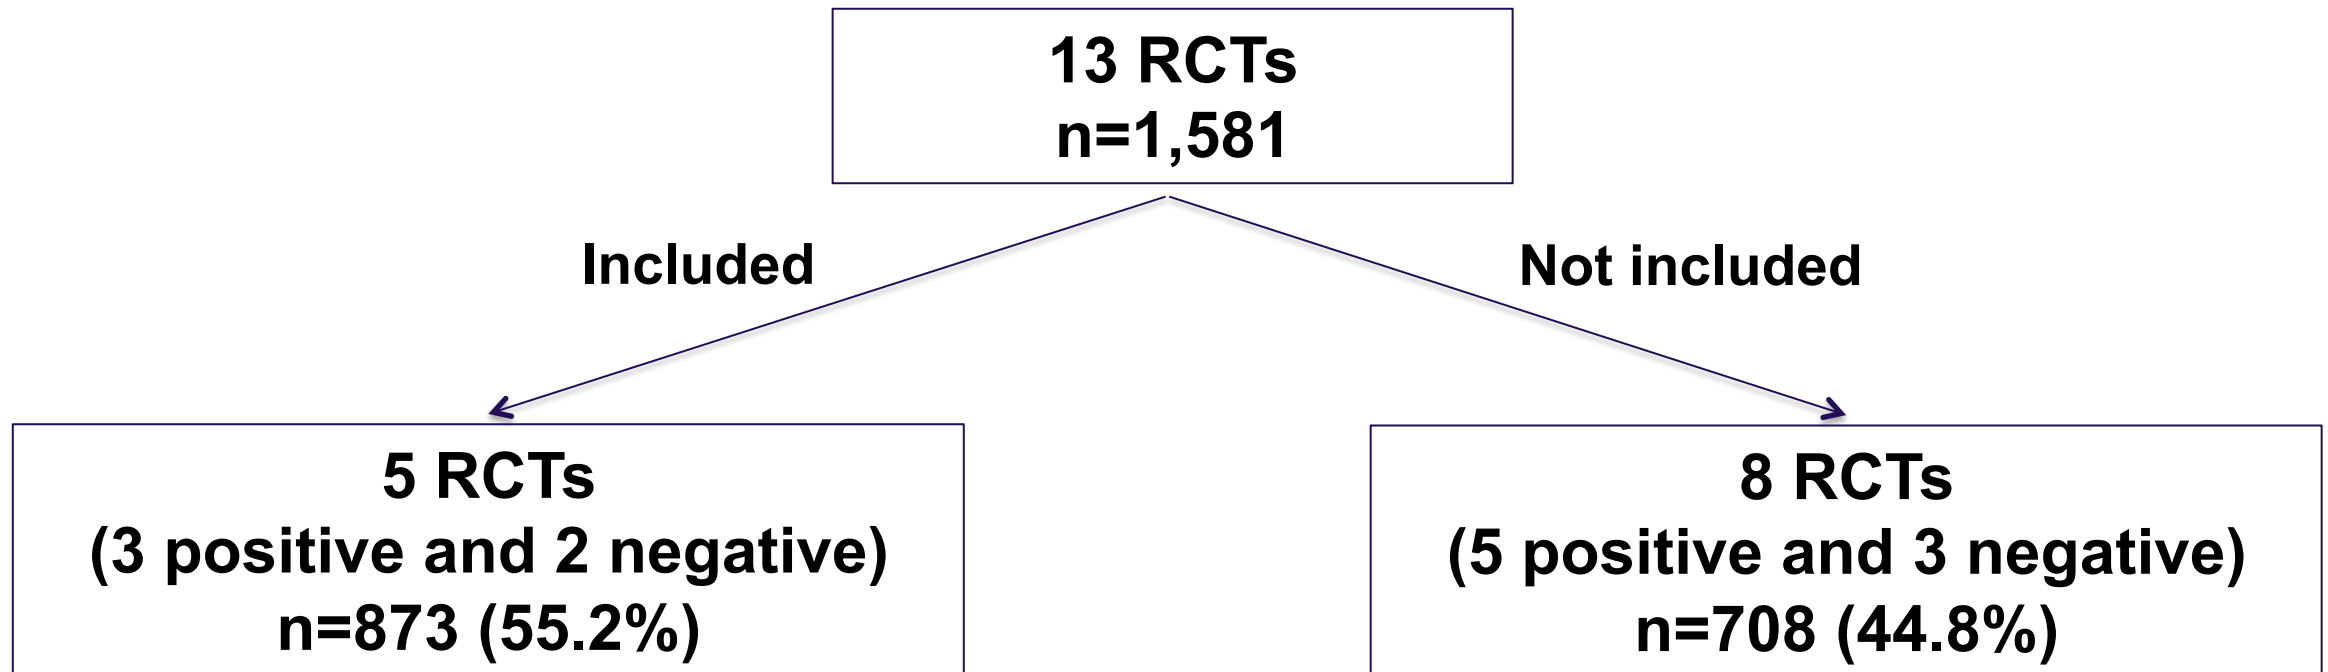 13 RCTs
n=1,581
Included
Not included
5 RCTs
(3 positive and 2 negative)
n=873 (55.2%)
8 RCTs
(5 positive and 3 negative)
n=708 (44.8%)